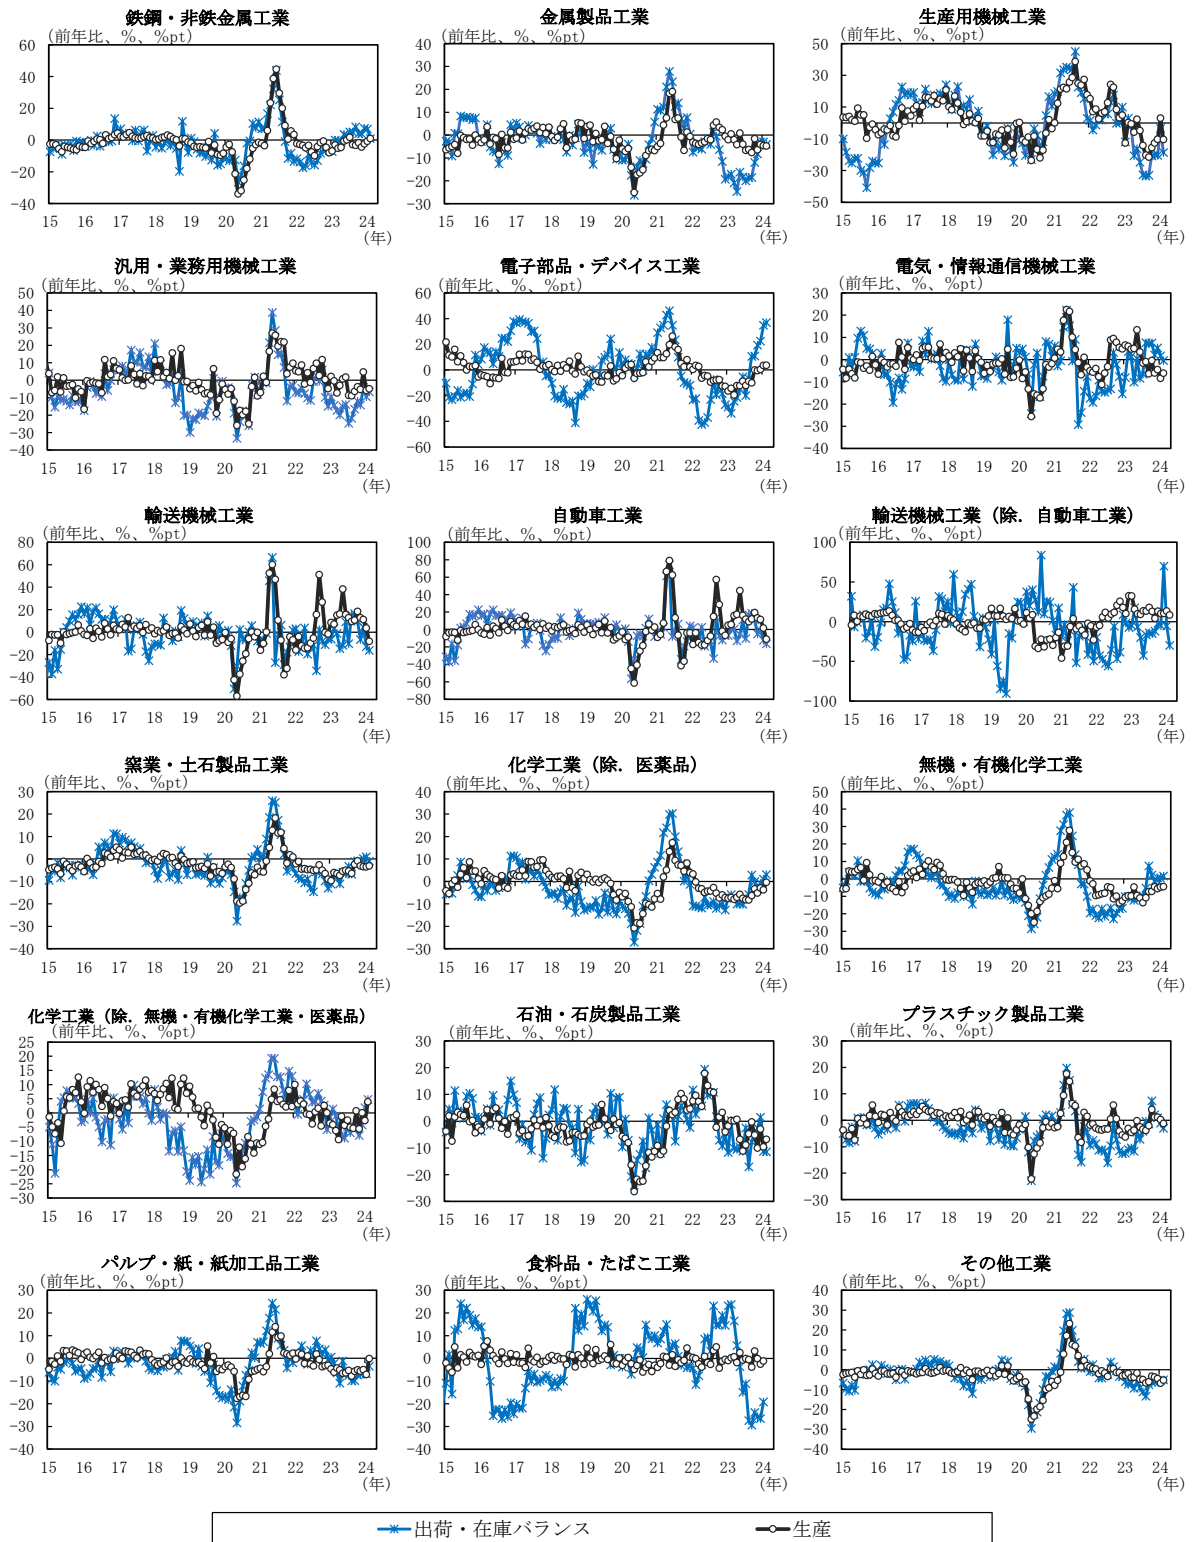 鉄鋼・非鉄金属工業
(前年比、%、%pt)
60
40
20
0
-20
-40
15 16 17 18 19 20 21 22 23 24
(年)
金属製品工業
(前年比、%、%pt)
40
30
20
10
0
-10
-20
-30
15 16 17 18 19 20 21 22 23 24
(年)
生産用機械工業
(前年比、%、%pt)
50
30
10
-10
-30
-50
15 16 17 18 19 20 21 22 23 24
(年)
汎用・業務用機械工業
(前年比、%、%pt)
50
40
30
20
10
0
-10
-20
-30
-40
15 16 17 18 19 20 21 22 23 24
(年)
電子部品・デバイス工業
(前年比、%、%pt)
60
40
20
0
-20
-40
-60
15 16 17 18 19 20 21 22 23 24
(年)
電気・情報通信機械工業
(前年比、%、%pt)
30
20
10
0
-10
-20
-30
-40
15 16 17 18 19 20 21 22 23 24
(年)
輸送機械工業
(前年比、%、%pt)
80
60
40
20
0
-20
-40
-60
15 16 17 18 19 20 21 22 23 24
(年)
自動車工業
(前年比、%、%pt)
100
80
60
40
20
0
-20
-40
-60
-80
15 16 17 18 19 20 21 22 23 24
(年)
輸送機械工業（除．自動車工業）
(前年比、%、%pt)
100
50
0
-50
-100
15 16 17 18 19 20 21 22 23 24
(年)
窯業・土石製品工業
(前年比、%、%pt)
30
20
10
0
-10
-20
-30
-40
15 16 17 18 19 20 21 22 23 24
(年)
化学工業（除．医薬品）
(前年比、%、%pt)
40
30
20
10
0
-10
-20
-30
15 16 17 18 19 20 21 22 23 24
(年)
無機・有機化学工業
(前年比、%、%pt)
50
40
30
20
10
0
-10
-20
-30
-40
15 16 17 18 19 20 21 22 23 24
(年)
化学工業（除．無機・有機化学工業・医薬品）
(前年比、%、%pt)
25
20
15
10
5
0
-5
-10
-15
-20
-25
-30
15 16 17 18 19 20 21 22 23 24
(年)
石油・石炭製品工業
(前年比、%、%pt)
30
20
10
0
-10
-20
-30
15 16 17 18 19 20 21 22 23 24
(年)
プラスチック製品工業
(前年比、%、%pt)
30
20
10
0
-10
-20
-30
15 16 17 18 19 20 21 22 23 24
(年)
パルプ・紙・紙加工品工業
(前年比、%、%pt)
30
20
10
0
-10
-20
-30
-40
15 16 17 18 19 20 21 22 23 24
(年)
食料品・たばこ工業
(前年比、%、%pt)
30
20
10
0
-10
-20
-30
-40
15 16 17 18 19 20 21 22 23 24
(年)
その他工業
(前年比、%、%pt)
40
30
20
10
0
-10
-20
-30
-40
15 16 17 18 19 20 21 22 23 24
(年)
出荷・在庫バランス 生産